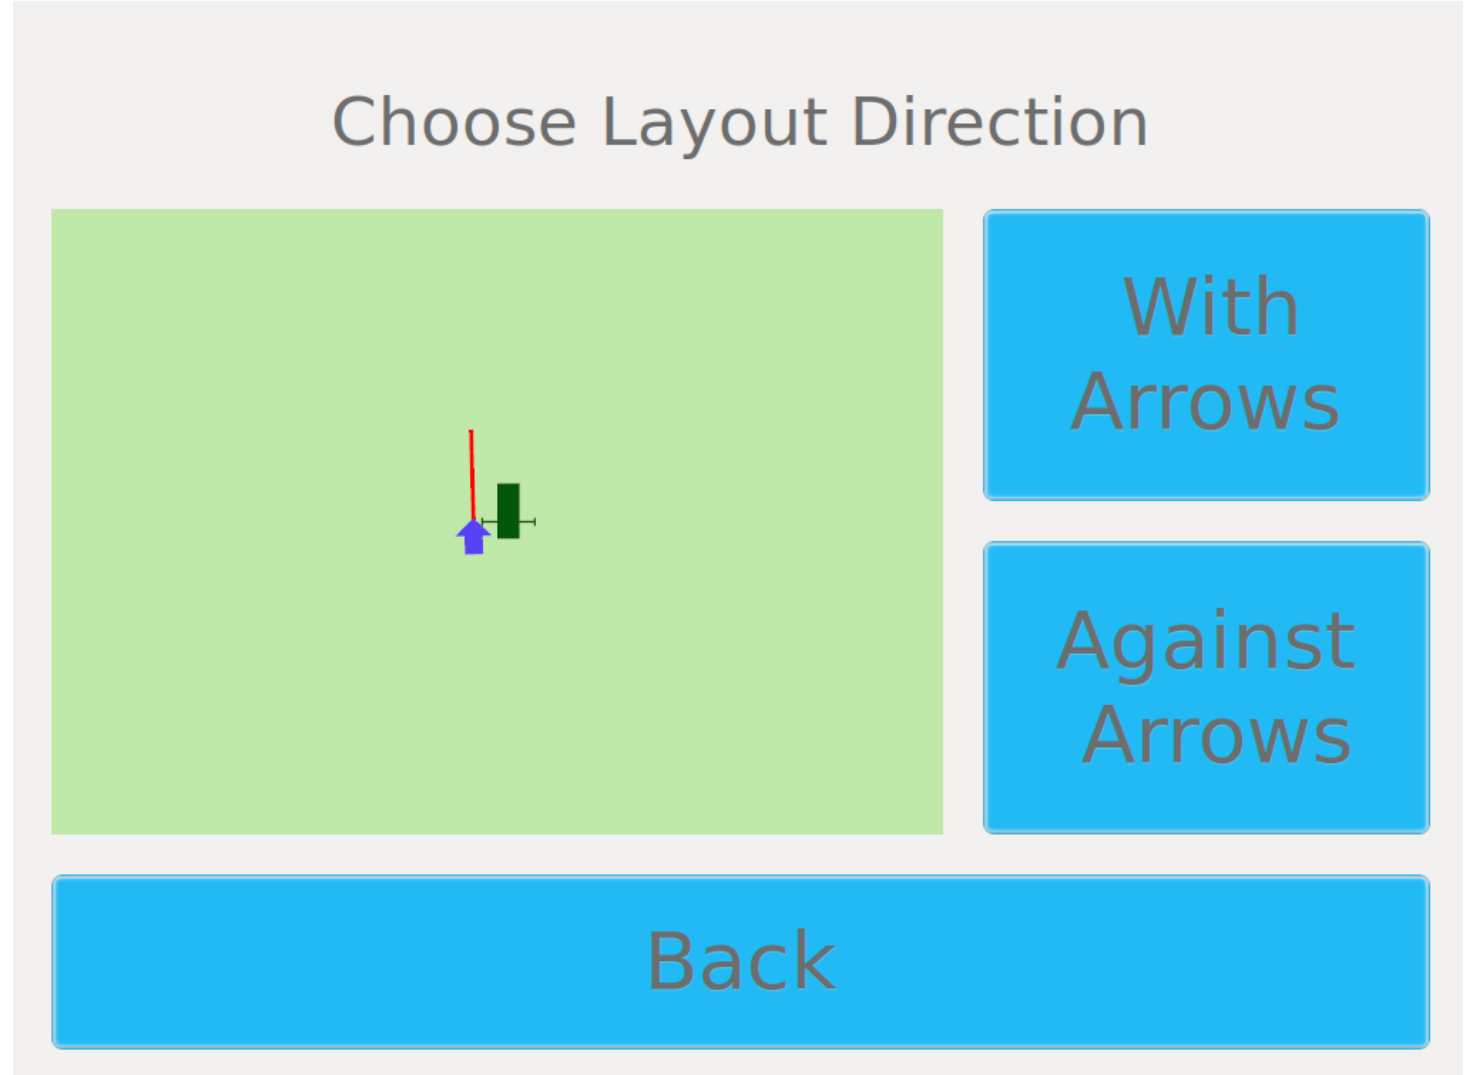 Choose Layout Direction
With
Arrows
Against
Arrows
Back